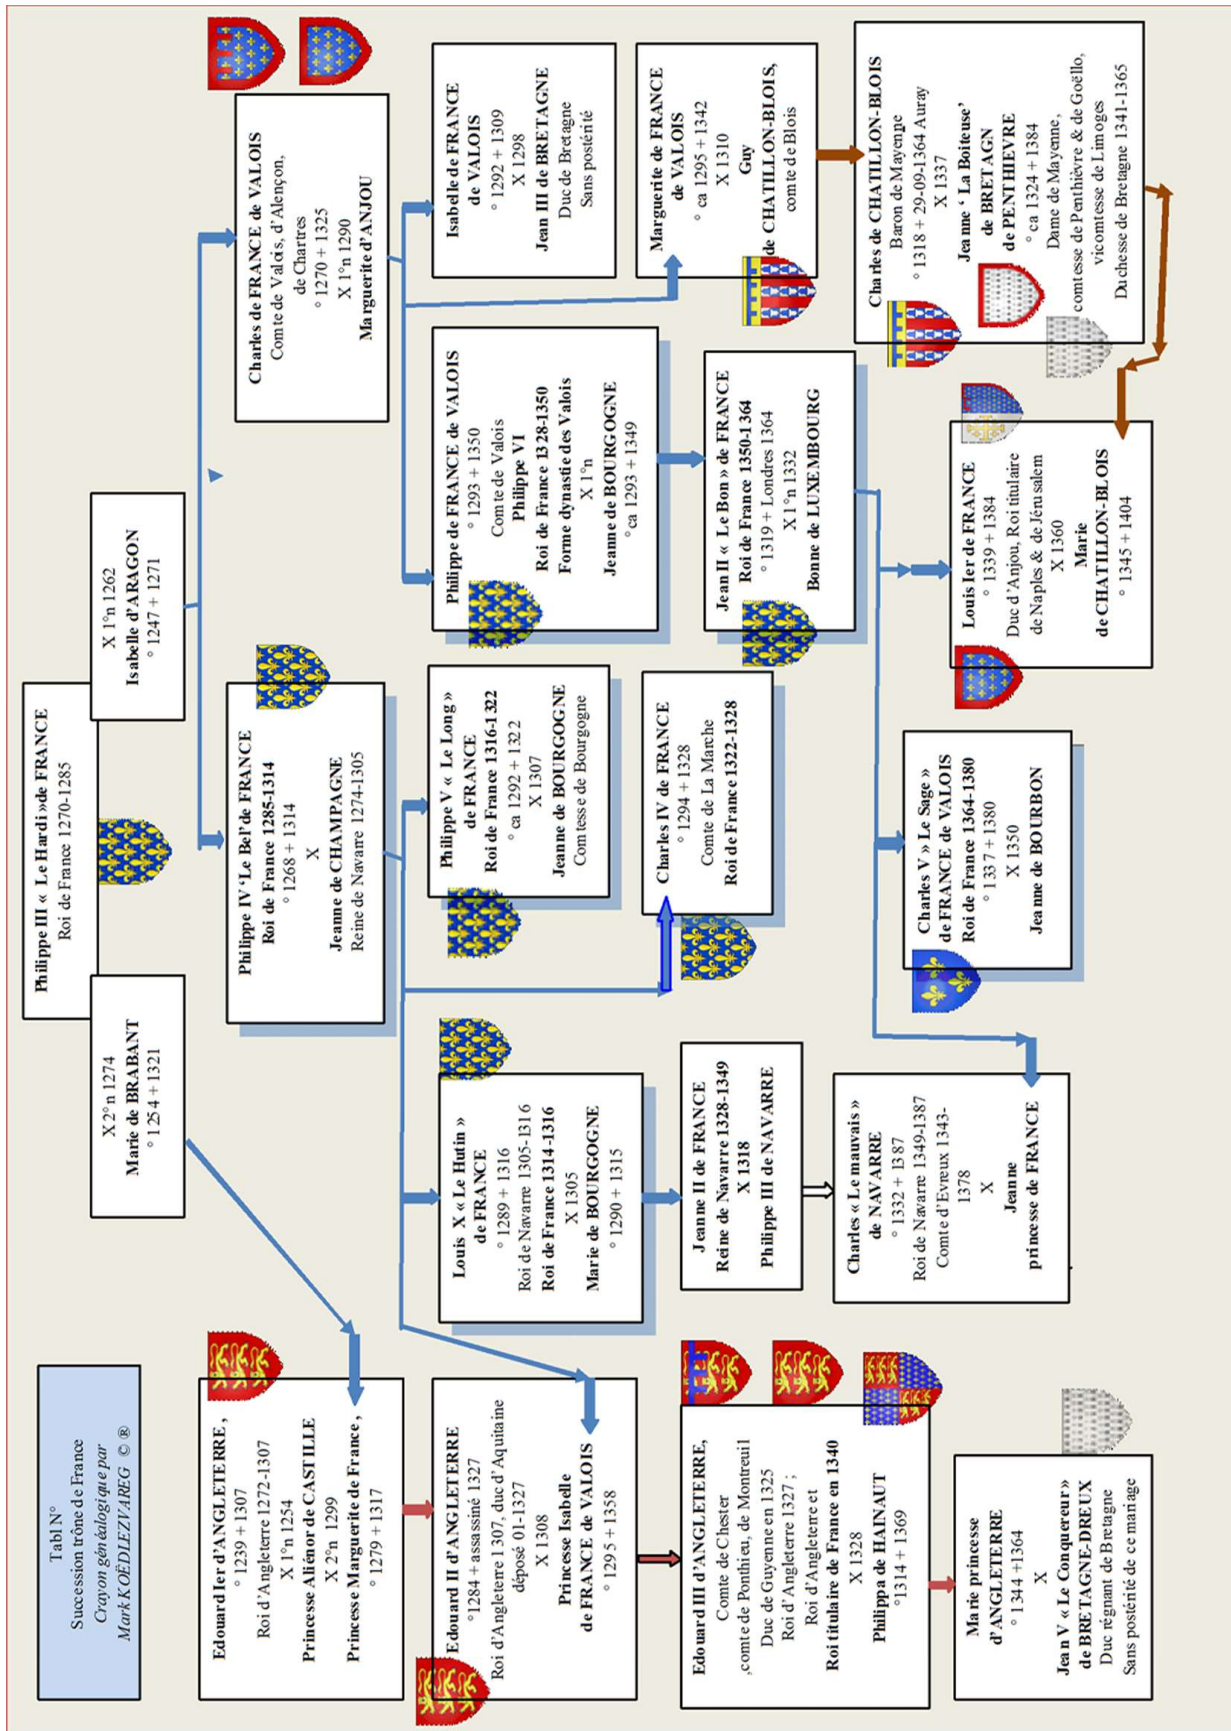 Tabl N°
Succession trône de France
Crayon généalogique par
Mark KOËDLEZVAREG © ®
Philippe III « Le Hardi »de FRANCE
Roi de France 1270-1285
X 2°n 1274
Marie de BRABANT
° 1254 +1321
X 1°n 1262
Isabelle d'ARAGON
° 1247 + 1271
Edouard Ier d'ANGLETERRE ,
° 1239 + 1307
Roi d'Angleterre 1272-1307
X 1°n 1254
Princesse Aliénor de CASTILLE
X 2°n 1299
Princesse Marguerite de France ,
° 1279 + 1317
Philippe IV 'Le Bel' de FRANCE
Roi de France 1285-1314
° 1268 + 1314
X
Jeanne de CHAMPAGNE
Reine de Navarre 1274-1305
Charles de FRANCE de VALOIS
Comte de Valois, d'Alençon,
de Chartres
° 1270 + 1325
X 1°n 1290
Marguerite d'ANJOU
Edouard II d'ANGLETERRE
°1284 + assassiné 1327
Roi d'Angleterre 1307, duc d'Aquitaine
déposé 01-1327
X 1308
Princesse Isabelle
de FRANCE de VALOIS
° 1295 +1358
Louis X « Le Hutin »
de FRANCE
° 1289 + 1316
Roi de Navarre 1305-1316
Roi de France 1314-1316
X 1305
Marie de BOURGOGNE
° 1290 + 1315
Philippe V « Le Long »
de FRANCE
Roi de France 1316-1322
° ca 1292 + 1322
X 1307
Jeanne de BOURGOGNE
Comtesse de Bourgogne
Philippe de FRANCE de VALOIS
° 1293 + 1350
Comte de Valois
Philippe VI
Roi de France 1328-1350
Forme dynastie des Valois
X 1°n
Jeanne de BOURGOGNE
°ca 1293 +1349
Isabelle de FRANCE
de VALOIS
° 1292 + 1309
X 1298
Jean III de BRETAGNE
Duc de Bretagne
Sans postérité
Edouard III d'ANGLETERRE,
Comte de Chester
,comte de Ponthieu, de Montreuil
Duc de Guyenne en 1325
Roi d'Angleterre 1327 ;
Roi d'Angleterre et
Roi titulaire de France en 1340
X 1328
Philippa de HAINAUT
°1314 + 1369
Jeanne II de FRANCE
Reine de Navarre 1328-1349
X 1318
Philippe III de NAVARRE
Charles IV de FRANCE
° 1294 +1328
Comte de La Marche
Roi de France 1322-1328
Jean II « Le Bon » de FRANCE
Roi de France 1350-1364
° 1319 + Londres 1364
X 1°n 1332
Bonne de LUXEMBOURG
Marguerite de FRANCE
de VALOIS
° ca 1295 +1342
X 1310
Guy
de CHATILLON-BLOIS,
comte de Blois
Charles « Le mauvais »
de NAVARRE
° 1332 + 1387
Roi de Navarre 1349-1387
Comte d'Evreux 1343-
1378
X
Jeanne
princesse de FRANCE
Charles V » Le Sage »
de FRANCE de VALOIS
Roi de France 1364-1380
° 1337 +1380
X 1350
Jeanne de BOURBON
Louis Ier de FRANCE
° 1339 +1384
Duc d'Anjou, Roi titulaire
de Naples & de Jérusalem
X 1360
Marie
de CHATILLON-BLOIS
° 1345 +1404
Charles de CHATILLON-BLOIS
Baron de Mayenne
° 1318 + 29-09-1364 Auray
X 1337
Jeanne ' La Boiteuse'
de BRETAGN
de PENTHIEVRE
° ca 1324 +1384
Dame de Mayenne,
comtesse de Penthièvre & de Goëllo,
vicomtesse de Limoges
Duchesse de Bretagne 1341-1365
Marie princesse
d'ANGLETERRE
° 1344 +1364
X
Jean V « Le Conquereur »
de BRETAGNE-DREUX
Duc régnant de Bretagne
Sans postérité de ce mariage